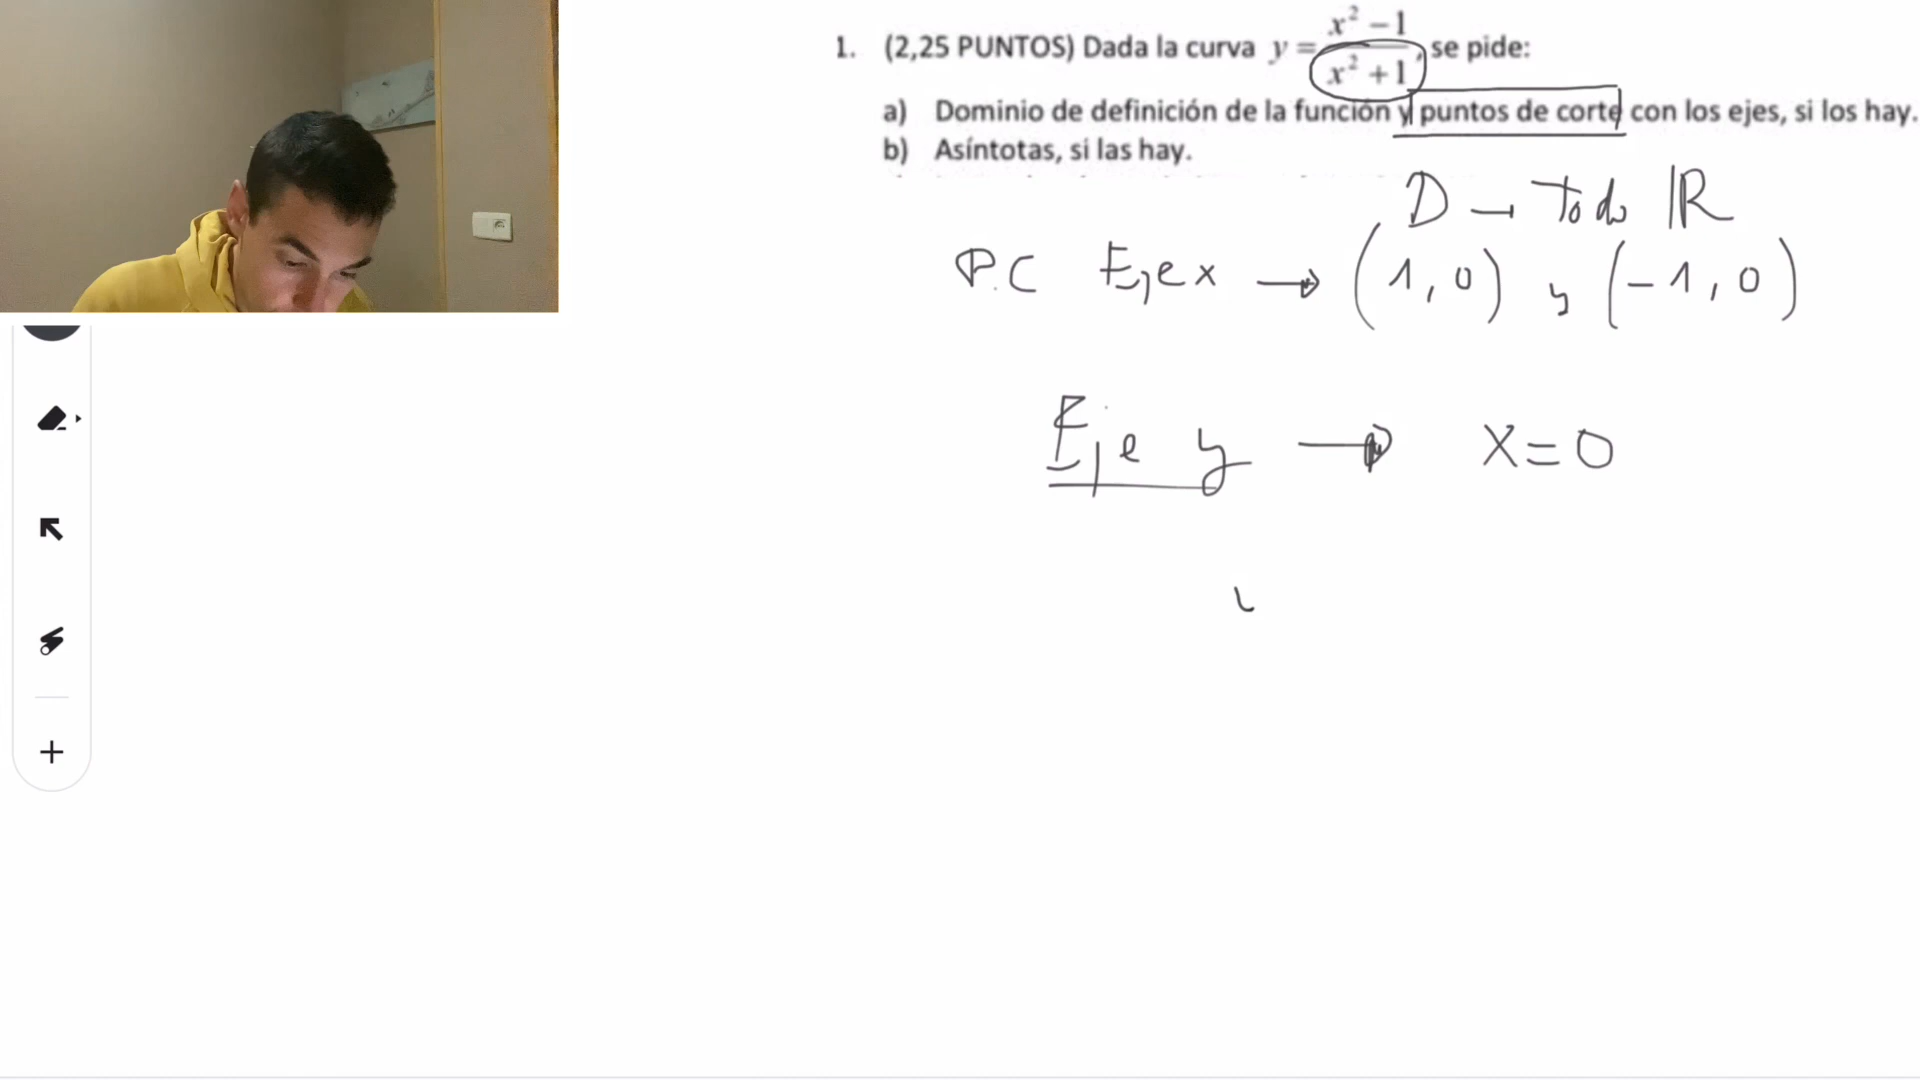 1. (2,25 PUNTOS) Dada la curva y = x² − 1 / x² + 1, se pide:
a) Dominio de definición de la función y puntos de corte con los ejes, si los hay.
b) Asíntotas, si las hay.
D → Todo ℝ
P.C Eje x → (1, 0) y (-1, 0)
Eje y → x=0